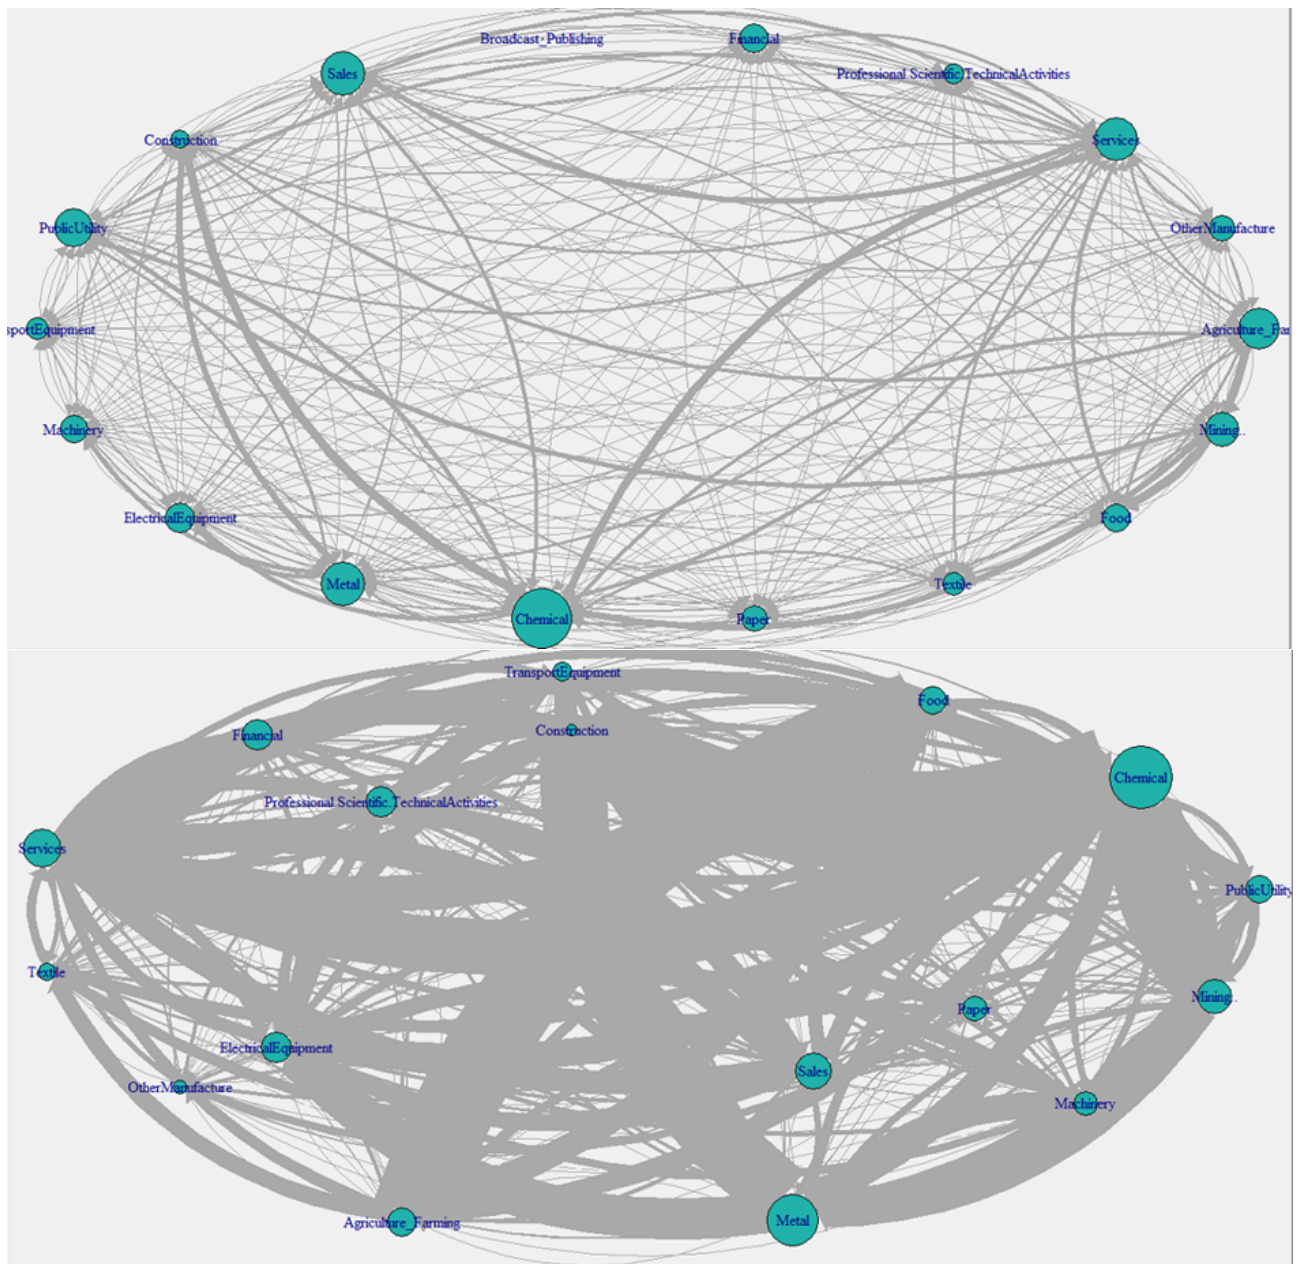 Broadcast_Publishing
Financial
Sales
Professional.Scientific.TechnicalActivities
Construction
Services
PublicUtility
OtherManufacture
sportEquipment
Agriculture_Far
Machinery
Mining..
ElectricalEquipment
Food
Metal
Textile
Chemical
Paper
TransportEquipment
Food
Financial
Construction
Chemical
Professional.Scientific.TechnicalActivities
Services
PublicUtility
Textile
Mining..
Paper
ElectricalEquipment
Sales
OtherManufacture
Machinery
Agriculture_Farming
Metal